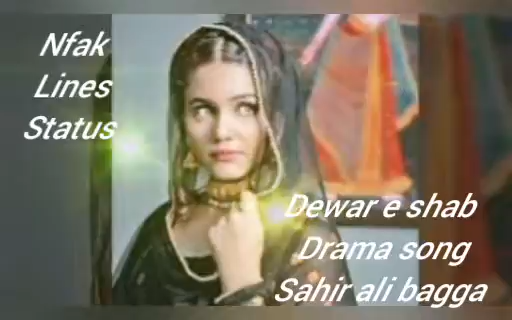 Nfak
Lines
Status
Dewar e shab
Drama song
Sahir ali bagga